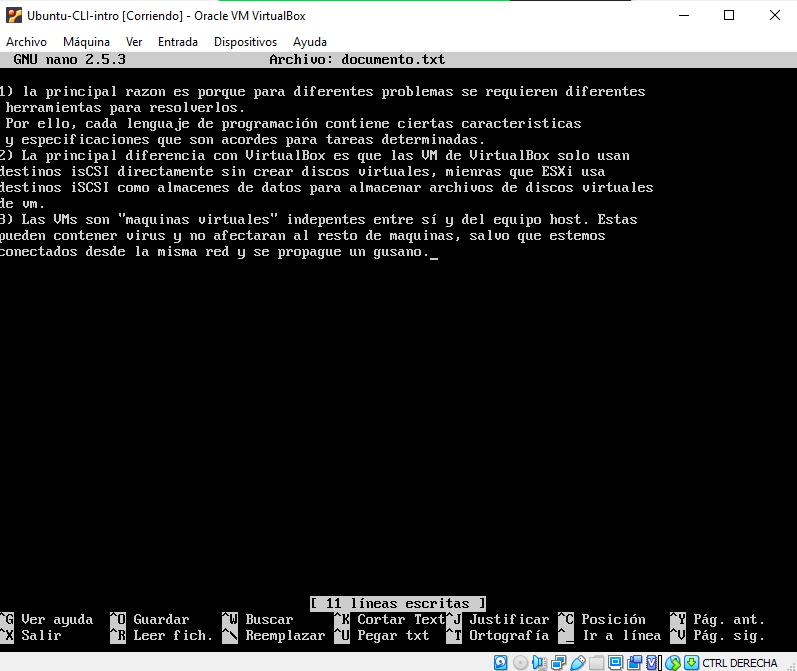 Ubuntu-CLI-intro [Corriendo] - Oracle VM VirtualBox
Archivo Máquina Ver Entrada Dispositivos Ayuda
GNU nano 2.5.3 Archivo: documento.txt
1) la principal razon es porque para diferentes problemas se requieren diferentes
herramientas para resolverlos.
Por ello, cada lenguaje de programación contiene ciertas caracteristicas
y especificaciones que son acordes para tareas determinadas.
2) La principal diferencia con VirtualBox es que las VM de VirtualBox solo usan
destinos isCSI directamente sin crear discos virtuales, mienras que ESXi usa
destinos iSCSI como almacenes de datos para almacenar archivos de discos virtuales
de vm.
3) Las VMs son "maquinas virtuales" indepentes entre sí y del equipo host. Estas
pueden contener virus y no afectaran al resto de maquinas, salvo que estemos
conectados desde la misma red y se propague un gusano._
[ 11 líneas escritas ]
^G Ver ayuda ^O Guardar ^W Buscar ^K Cortar Text ^J Justificar ^C Posición ^Y Pág. ant.
^X Salir ^R Leer fich. ^\ Reemplazar ^U Pegar txt ^T Ortografía ^_ Ir a línea ^V Pág. sig.
CTRL DERECHA